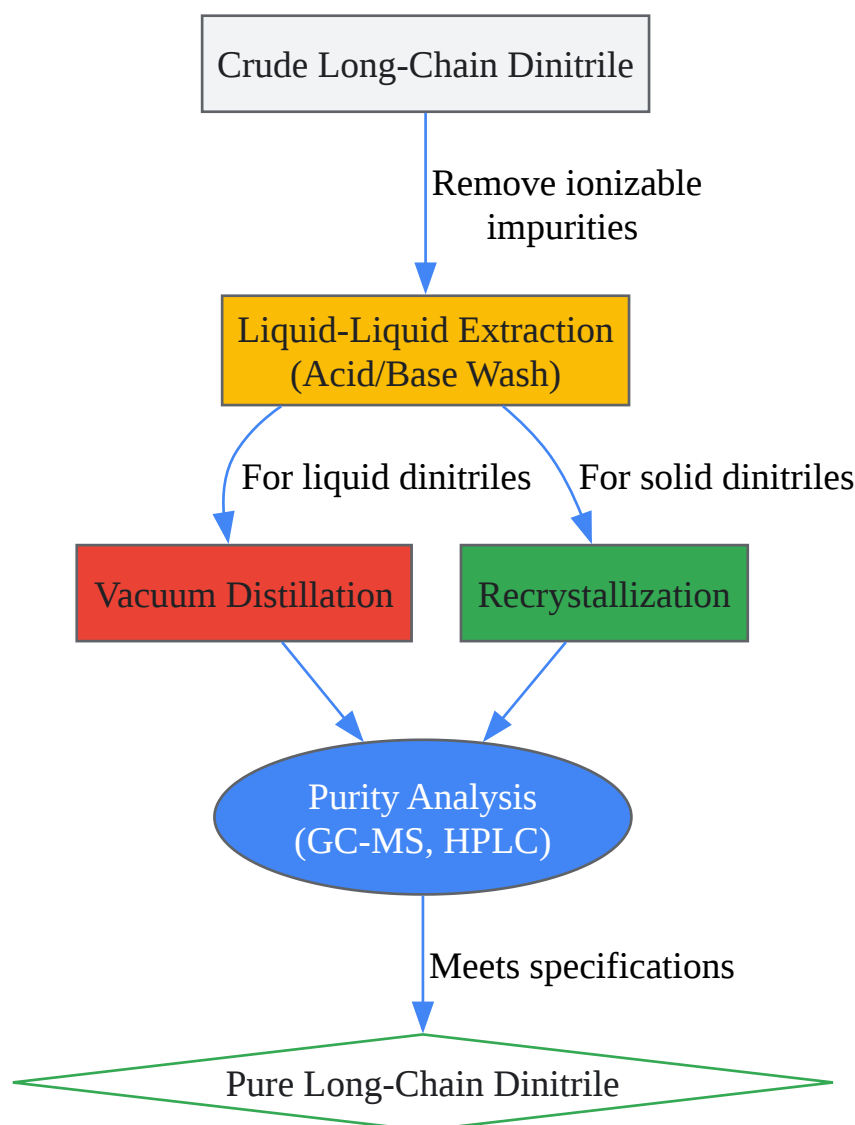 Crude Long-Chain Dinitrile
Remove ionizable
impurities
Liquid-Liquid Extraction
(Acid/Base Wash)
For liquid dinitriles
For solid dinitriles
Vacuum Distillation
Recrystallization
Purity Analysis
(GC-MS, HPLC)
Meets specifications
Pure Long-Chain Dinitrile